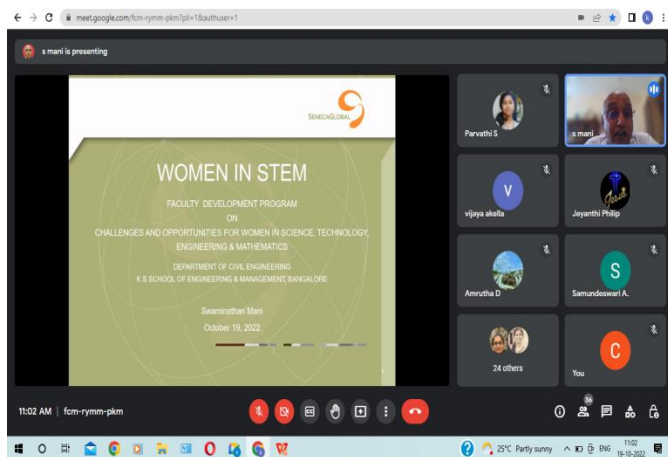 meet.google.com/fcm-rymm-pkm?pli=1&authuser=1
s mani is presenting
SENECAGLOBAL
WOMEN IN STEM
FACULTY DEVELOPMENT PROGRAM
ON
CHALLENGES AND OPPORTUNITIES FOR WOMEN IN SCIENCE, TECHNOLOGY,
ENGINEERING & MATHEMATICS
DEPARTMENT OF CIVIL ENGINEERING
K S SCHOOL OF ENGINEERING & MANAGEMENT, BANGALORE
Swaminathan Mani
October 19, 2022
Parvathi S
s mani
V
vijaya akella
Jesus
Jeyanthi Philip
Amrutha D
S
Samundeswari A.
24 others
C
You
11:02 AM | fcm-rymm-pkm
36
25°C Partly sunny
ENG
11:02
19-10-2022